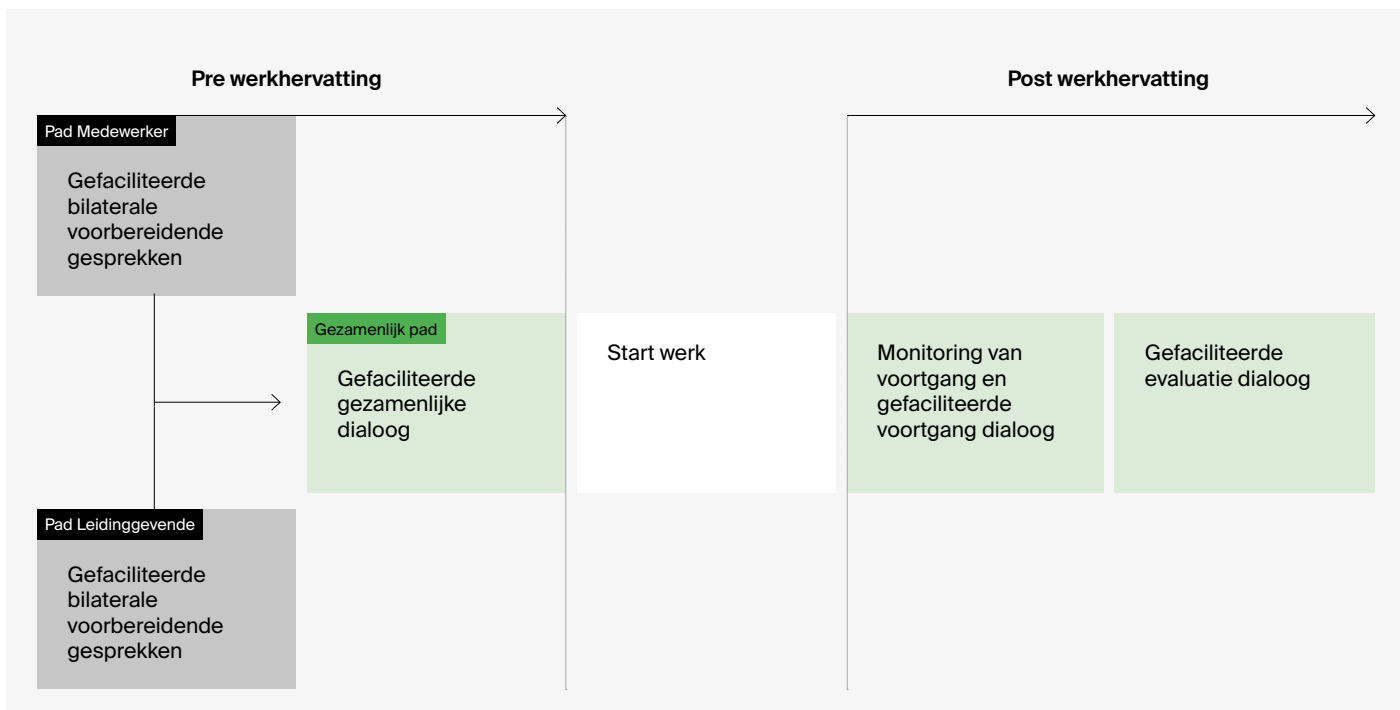 Pre werkhervatting
Post werkhervatting
Pad Medewerker
Gefaciliteerde
bilaterale
voorbereidende
gesprekken
Gezamenlijk pad
Gefaciliteerde
gezamenlijke
dialoog
Start werk
Monitoring van
voortgang en
gefaciliteerde
voortgang dialoog
Gefaciliteerde
evaluatie dialoog
Pad Leidinggevende
Gefaciliteerde
bilaterale
voorbereidende
gesprekken